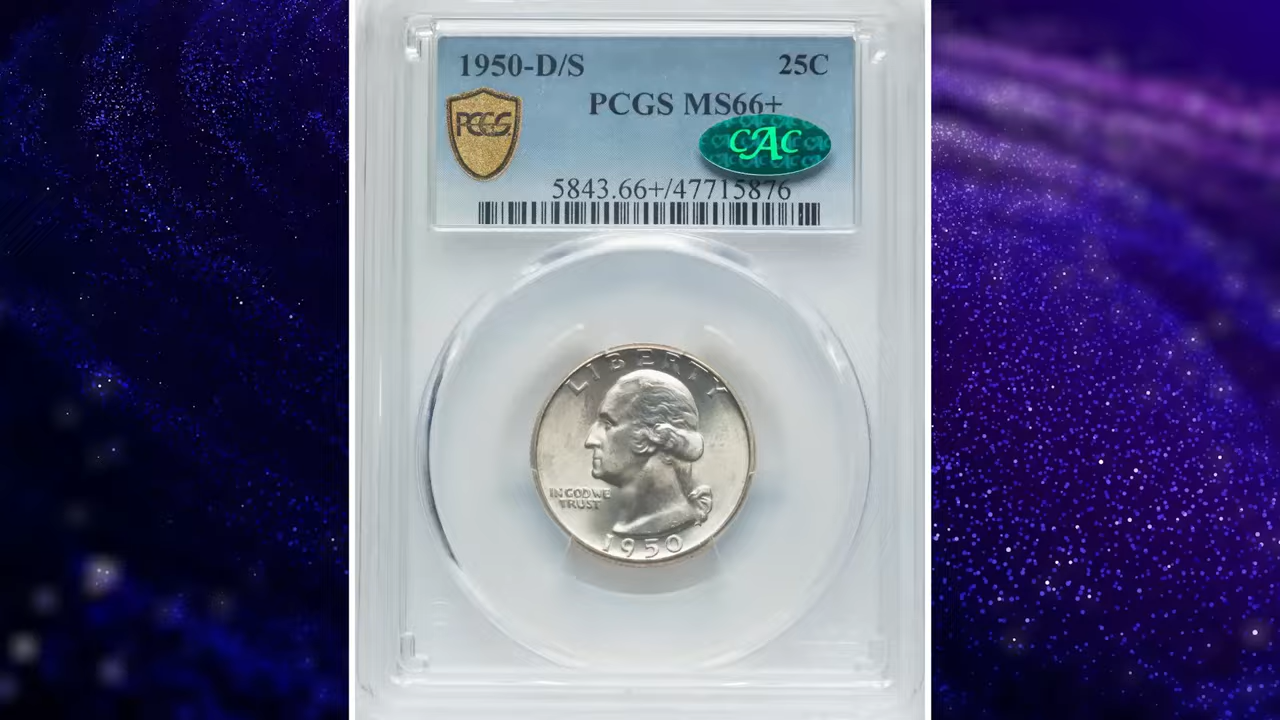 1950-D/S 25C
PCGS MS66+
PCGS
CAC
5843.66+/47715876
LIBERTY
IN GOD WE
TRUST
1950